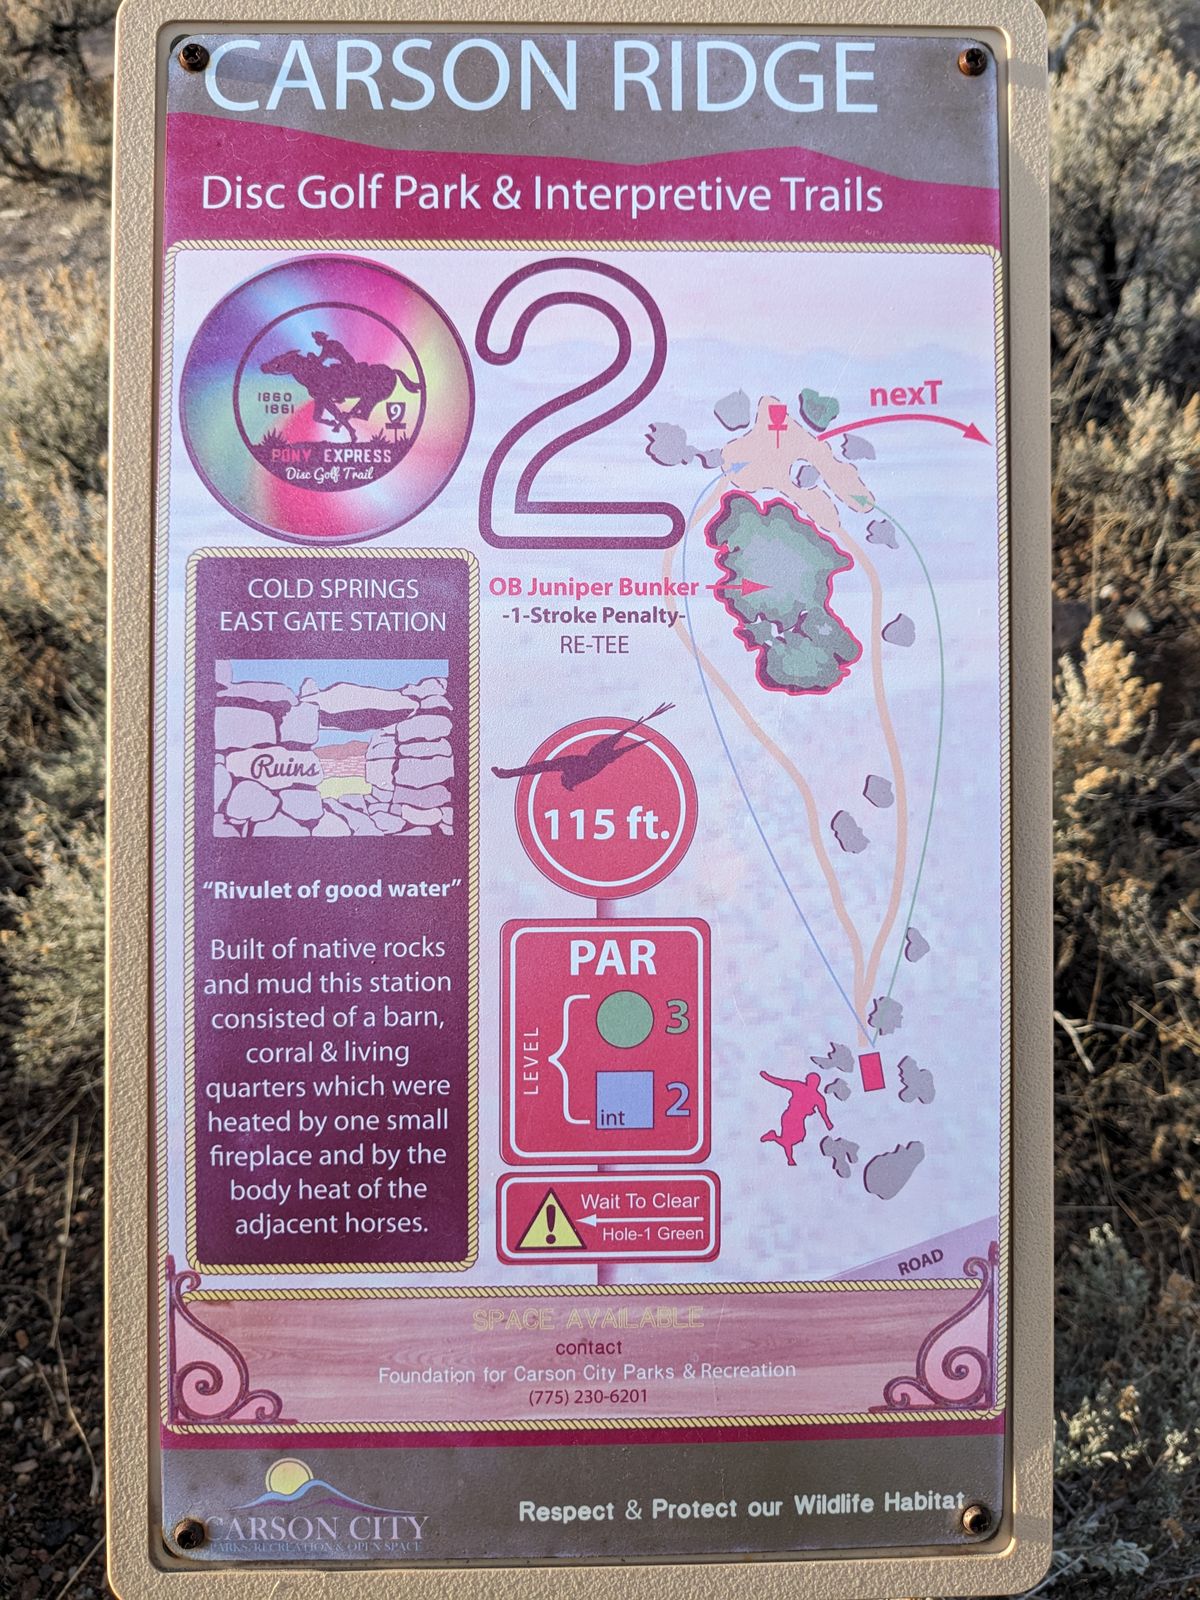 CARSON RIDGE
Disc Golf Park & Interpretive Trails
1860
1861
9
PONY EXPRESS
Disc Golf Trail
2
nexT
OB Juniper Bunker
-1-Stroke Penalty-
RE-TEE
COLD SPRINGS
EAST GATE STATION
Ruins
"Rivulet of good water"
Built of native rocks
and mud this station
consisted of a barn,
corral & living
quarters which were
heated by one small
fireplace and by the
body heat of the
adjacent horses.
115 ft.
PAR
LEVEL
3
int
2
Wait To Clear
Hole-1 Green
ROAD
SPACE AVAILABLE
contact
Foundation for Carson City Parks & Recreation
(775) 230-6201
CARSON CITY
PARKS, RECREATION & OPEN SPACE
Respect & Protect our Wildlife Habitat